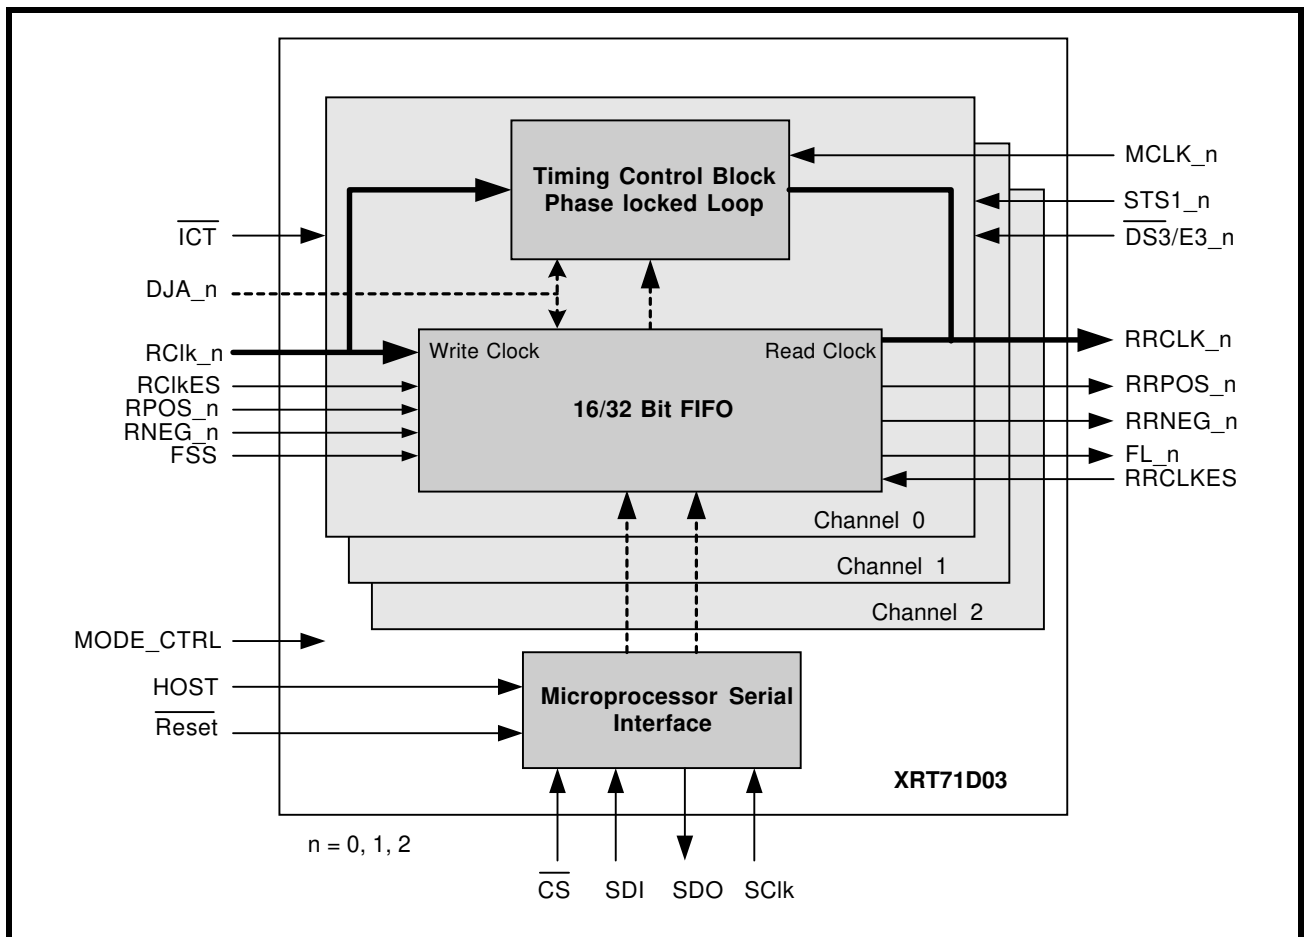 Timing Control Block
Phase locked Loop
MCLK_n
STS1_n
DS3/E3_n
ICT
DJA_n
RClk_n
RClkES
RPOS_n
RNEG_n
FSS
Write Clock
Read Clock
16/32 Bit FIFO
RRCLK_n
RRPOS_n
RRNEG_n
FL_n
RRCLKES
Channel 0
Channel 1
Channel 2
MODE_CTRL
HOST
Reset
Microprocessor Serial
Interface
XRT71D03
n = 0, 1, 2
CS
SDI
SDO
SClk